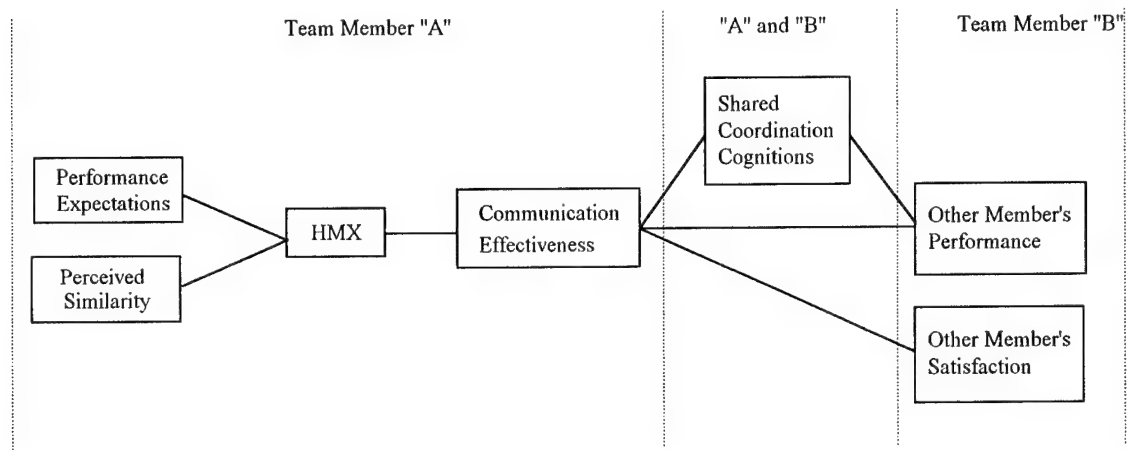 Team Member "A"
"A" and "B"
Team Member "B"
Shared
Coordination
Cognitions
Performance
Expectations
HMX
Communication
Effectiveness
Other Member's
Performance
Perceived
Similarity
Other Member's
Satisfaction